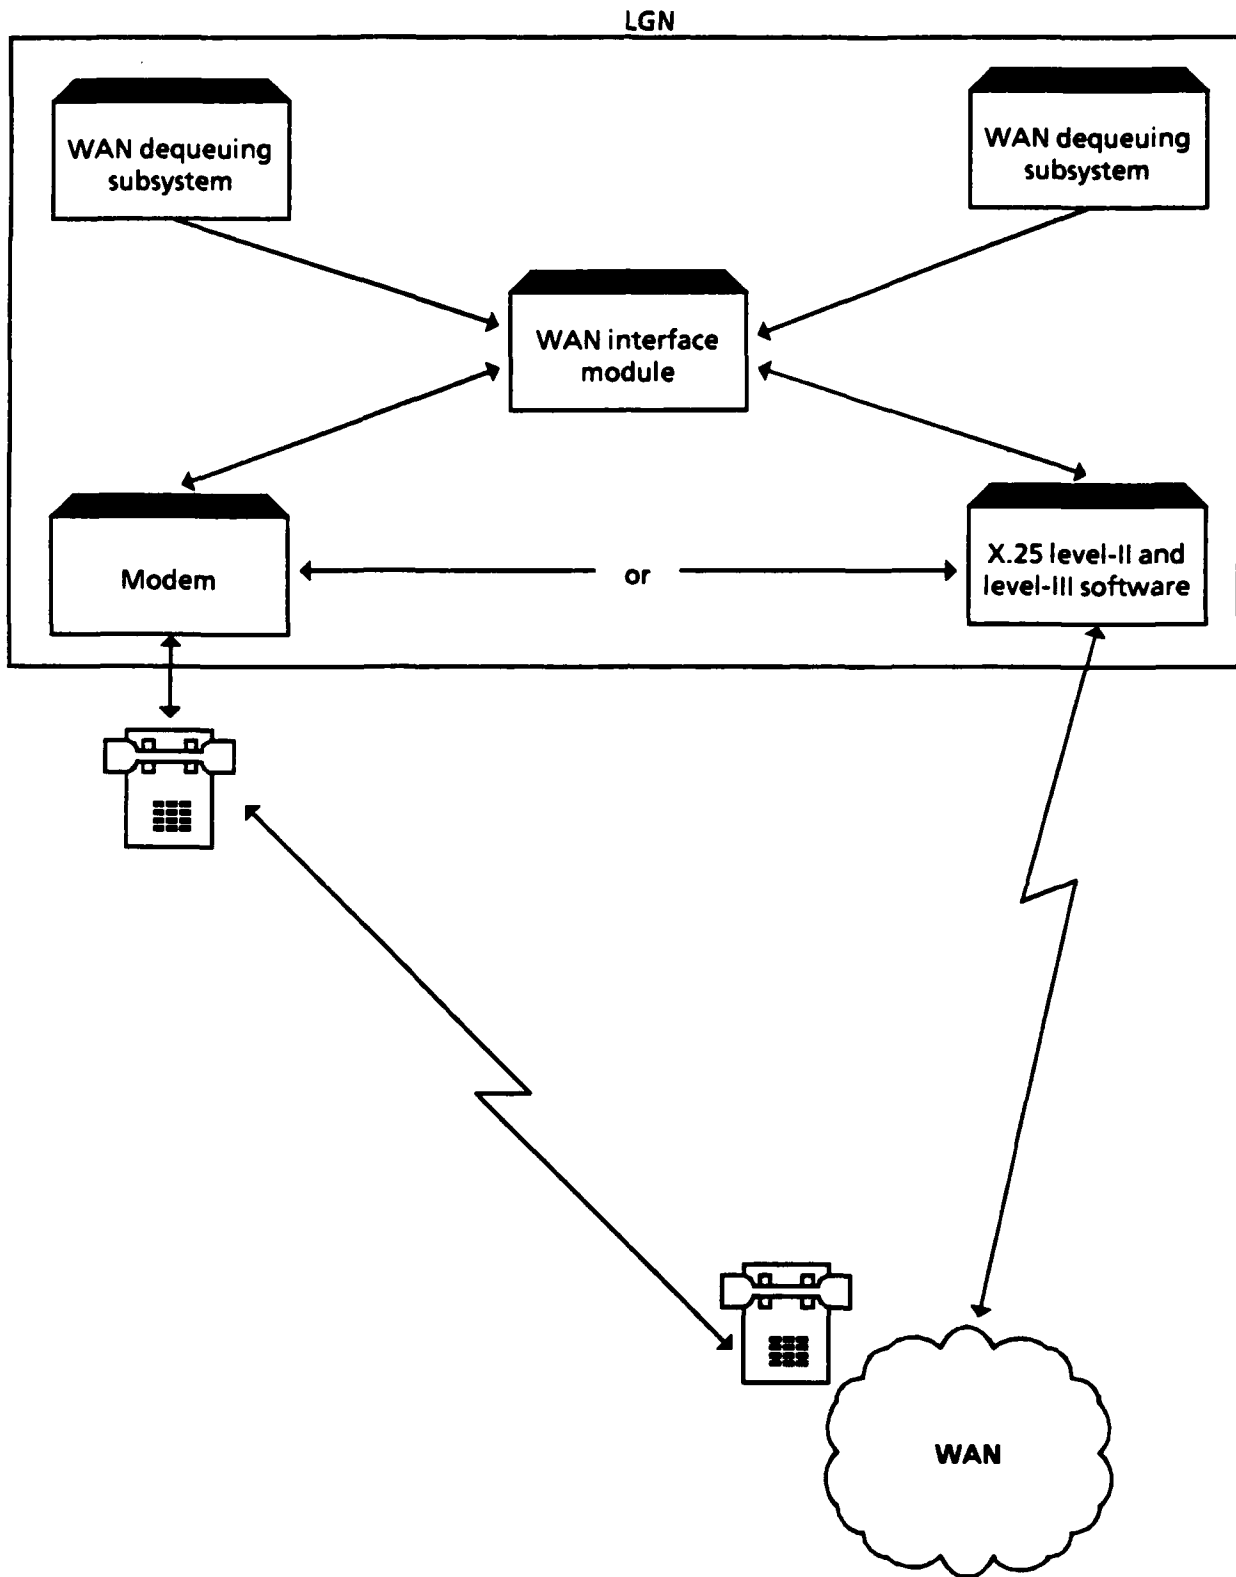 LGN
WAN dequeuing
subsystem
WAN dequeuing
subsystem
WAN interface
module
Modem
or
X.25 level-II and
level-III software
WAN